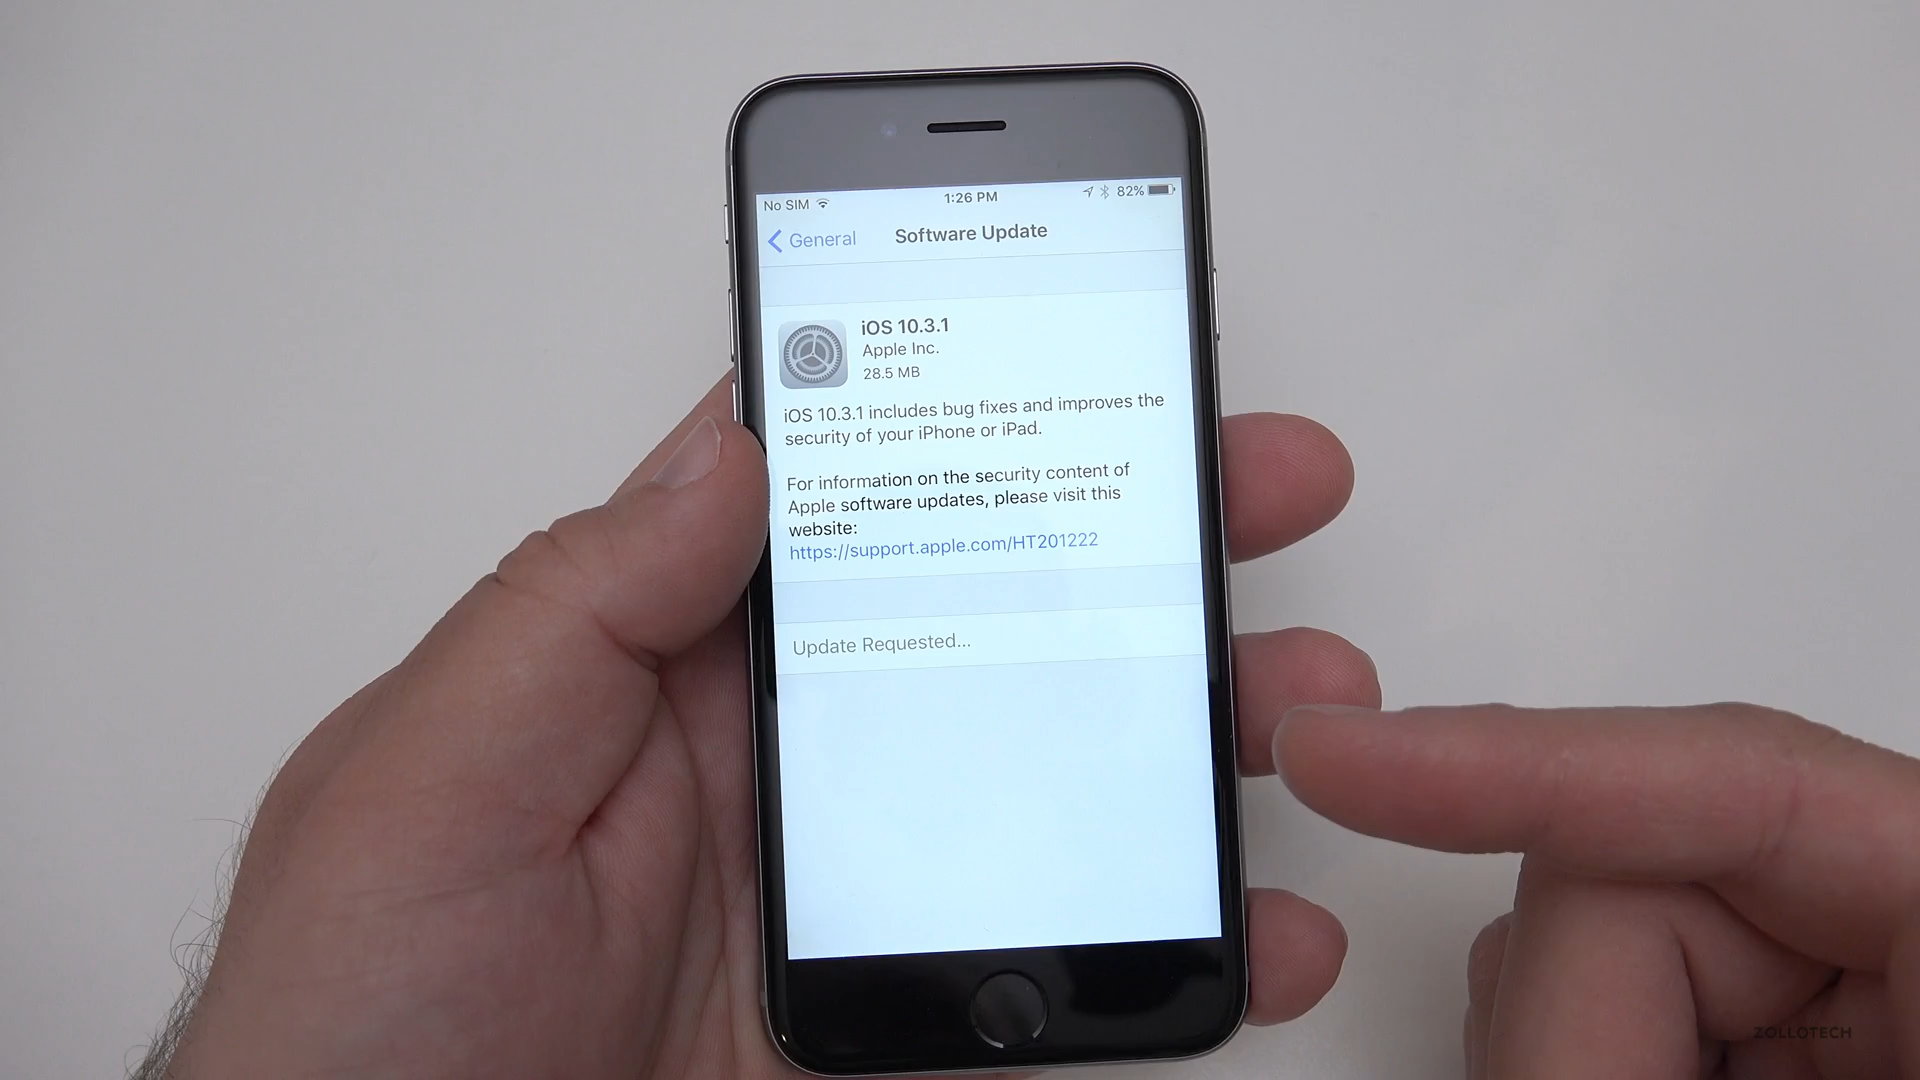 No SIM 1:26 PM 82%
General Software Update
iOS 10.3.1
Apple Inc.
28.5 MB
iOS 10.3.1 includes bug fixes and improves the
security of your iPhone or iPad.
For information on the security content of
Apple software updates, please visit this
website:
https://support.apple.com/HT201222
Update Requested...
ZOLLOTECH